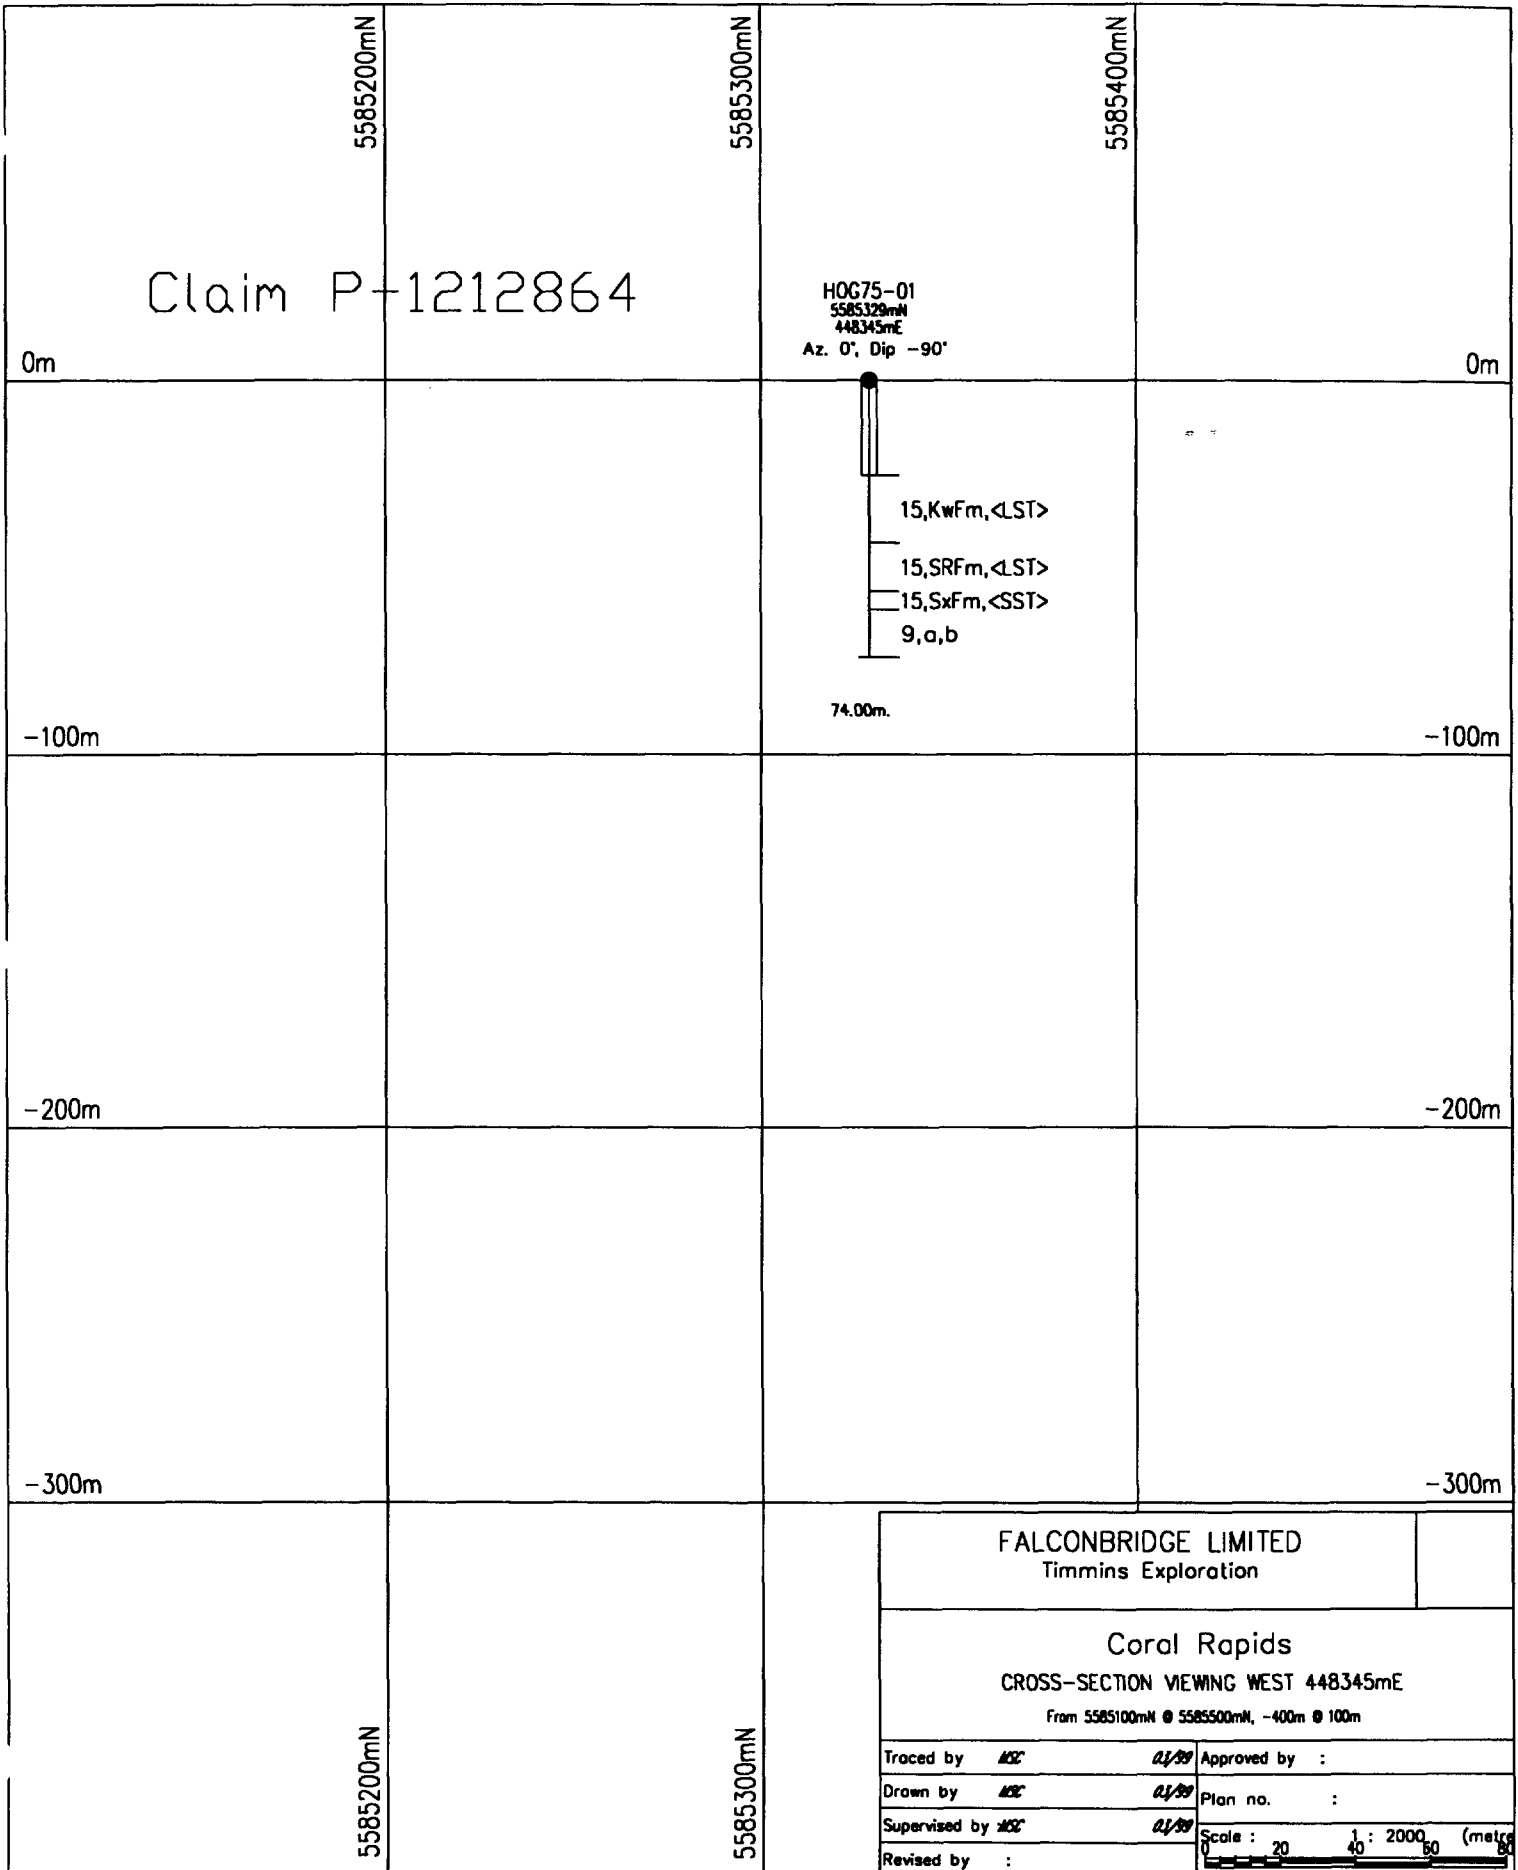 5585200mN
5585300mN
5585400mN
Claim P-1212864
HOG75-01
5585329mN
448345mE
Az. 0°, Dip -90°
0m
0m
15,KwFm,<LST>
15,SRFm,<LST>
15,SxFm,<SST>
9,a,b
74.00m.
-100m
-100m
-200m
-200m
-300m
-300m
FALCONBRIDGE LIMITED
Timmins Exploration
Coral Rapids
CROSS-SECTION VIEWING WEST 448345mE
From 5585100mN @ 5585500mN, -400m @ 100m
5585200mN
5585300mN
Traced by
Approved by :
Drawn by
Plan no. :
Supervised by
Scale : 1 : 2000 (metre
0 20 40 60 80
Revised by :